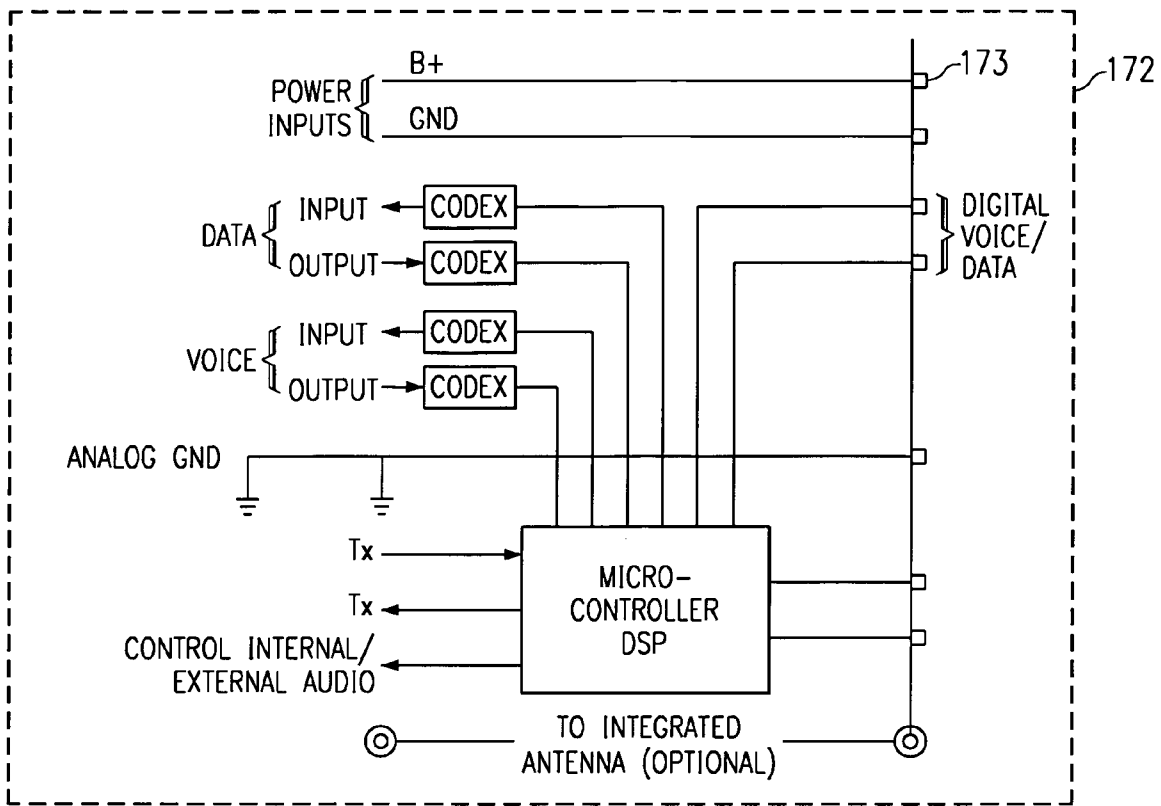 B+
173
172
POWER
INPUTS
GND
DATA
INPUT
CODEX
OUTPUT
CODEX
DIGITAL
VOICE/
DATA
VOICE
INPUT
CODEX
OUTPUT
CODEX
ANALOG GND
Tx
Tx
CONTROL INTERNAL/
EXTERNAL AUDIO
MICRO-
CONTROLLER
DSP
TO INTEGRATED
ANTENNA (OPTIONAL)